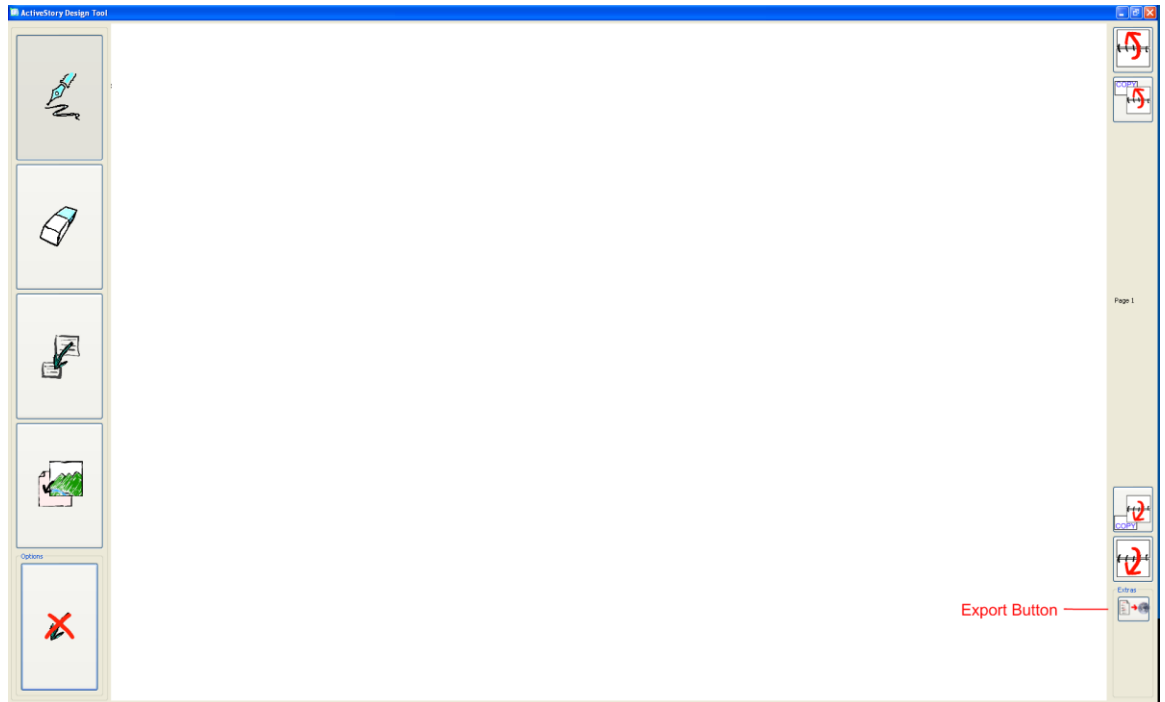 ActiveStory Design Tool
COPY
Page 1
COPY
Options
Extras
Export Button